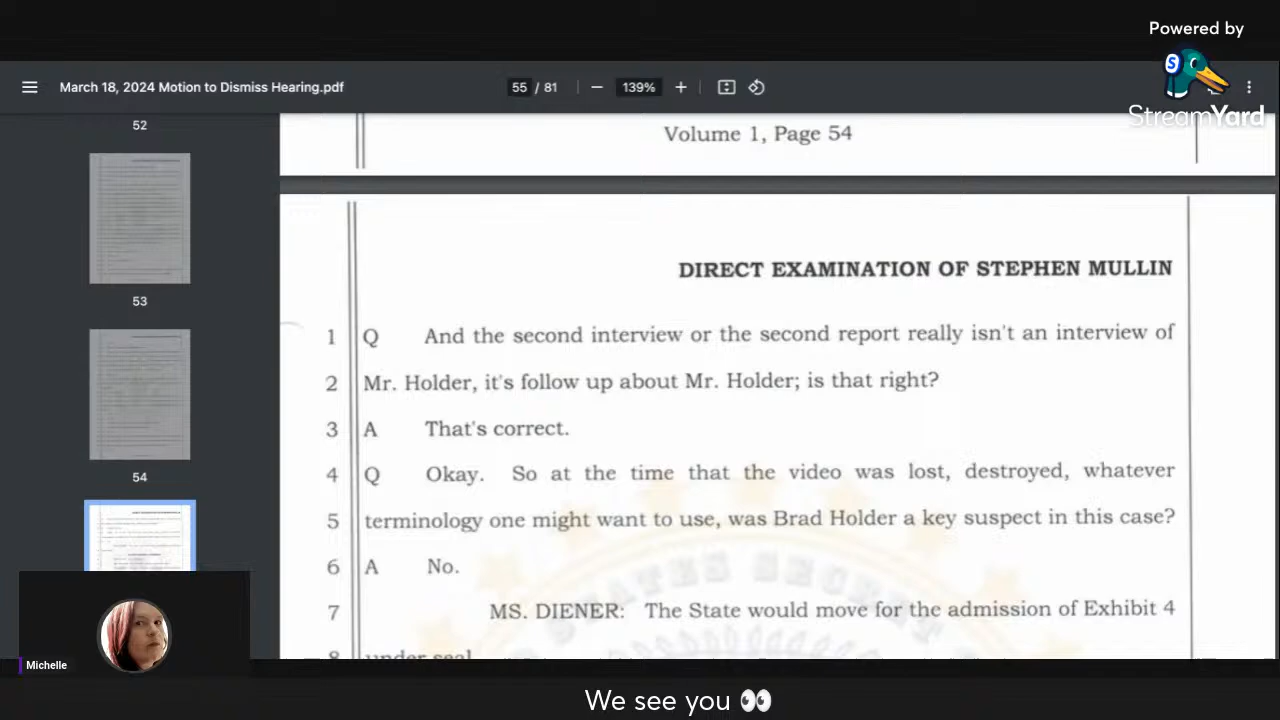 Powered by
StreamYard
March 18, 2024 Motion to Dismiss Hearing.pdf
55 / 81
139%
52
53
54
Volume 1, Page 54
DIRECT EXAMINATION OF STEPHEN MULLIN
1 Q And the second interview or the second report really isn't an interview of
2 Mr. Holder, it's follow up about Mr. Holder; is that right?
3 A That's correct.
4 Q Okay. So at the time that the video was lost, destroyed, whatever
5 terminology one might want to use, was Brad Holder a key suspect in this case?
6 A No.
7 MS. DIENER: The State would move for the admission of Exhibit 4
8 under seal
Michelle
We see you 👀